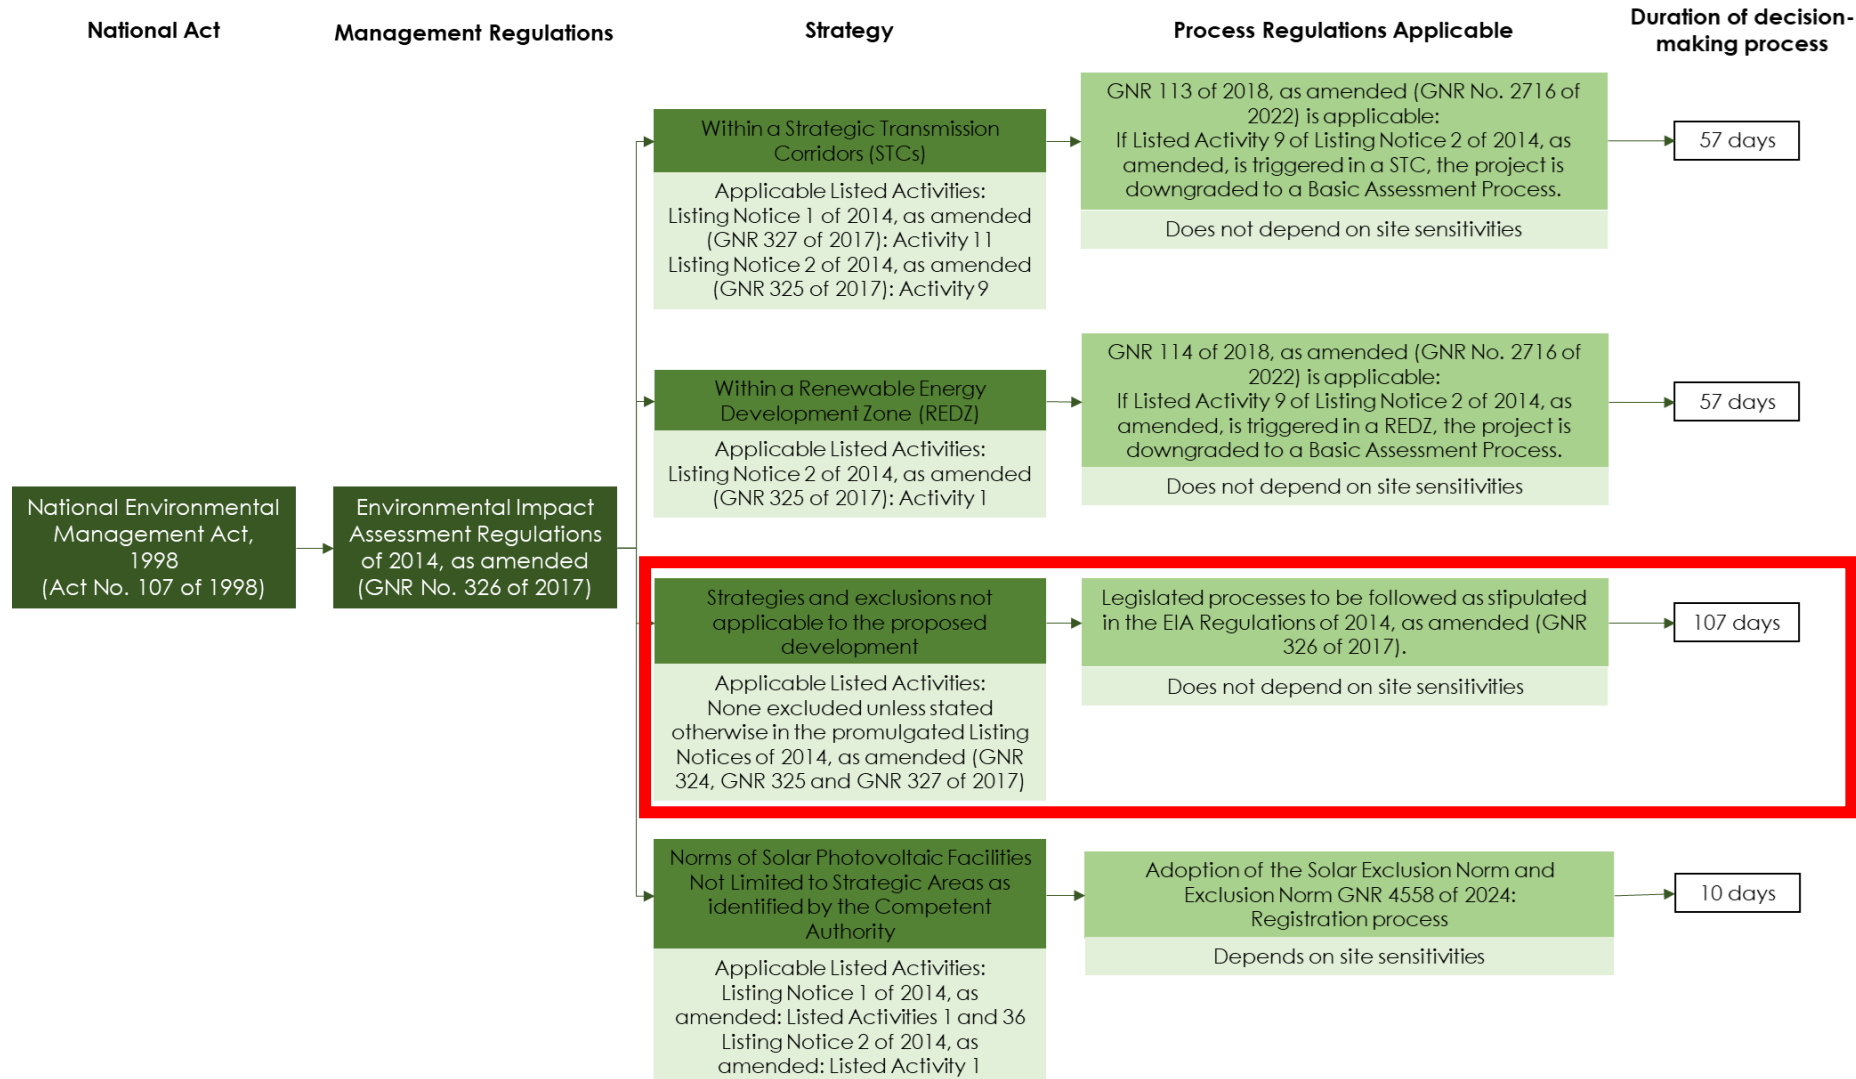 National Act
Management Regulations
Strategy
Process Regulations Applicable
Duration of decision-
making process
National Environmental
Management Act,
1998
(Act No. 107 of 1998)
Environmental Impact
Assessment Regulations
of 2014, as amended
(GNR No. 326 of 2017)
Within a Strategic Transmission
Corridors (STCs)
Applicable Listed Activities:
Listing Notice 1 of 2014, as amended
(GNR 327 of 2017): Activity 11
Listing Notice 2 of 2014, as amended
(GNR 325 of 2017): Activity 9
GNR 113 of 2018, as amended (GNR No. 2716 of
2022) is applicable:
If Listed Activity 9 of Listing Notice 2 of 2014, as
amended, is triggered in a STC, the project is
downgraded to a Basic Assessment Process.
Does not depend on site sensitivities
57 days
Within a Renewable Energy
Development Zone (REDZ)
Applicable Listed Activities:
Listing Notice 2 of 2014, as amended
(GNR 325 of 2017): Activity 1
GNR 114 of 2018, as amended (GNR No. 2716 of
2022) is applicable:
If Listed Activity 9 of Listing Notice 2 of 2014, as
amended, is triggered in a REDZ, the project is
downgraded to a Basic Assessment Process.
Does not depend on site sensitivities
57 days
Strategies and exclusions not
applicable to the proposed
development
Applicable Listed Activities:
None excluded unless stated
otherwise in the promulgated Listing
Notices of 2014, as amended (GNR
324, GNR 325 and GNR 327 of 2017)
Legislated processes to be followed as stipulated
in the EIA Regulations of 2014, as amended (GNR
326 of 2017).
Does not depend on site sensitivities
107 days
Norms of Solar Photovoltaic Facilities
Not Limited to Strategic Areas as
identified by the Competent
Authority
Applicable Listed Activities:
Listing Notice 1 of 2014, as
amended: Listed Activities 1 and 36
Listing Notice 2 of 2014, as
amended: Listed Activity 1
Adoption of the Solar Exclusion Norm and
Exclusion Norm GNR 4558 of 2024:
Registration process
Depends on site sensitivities
10 days